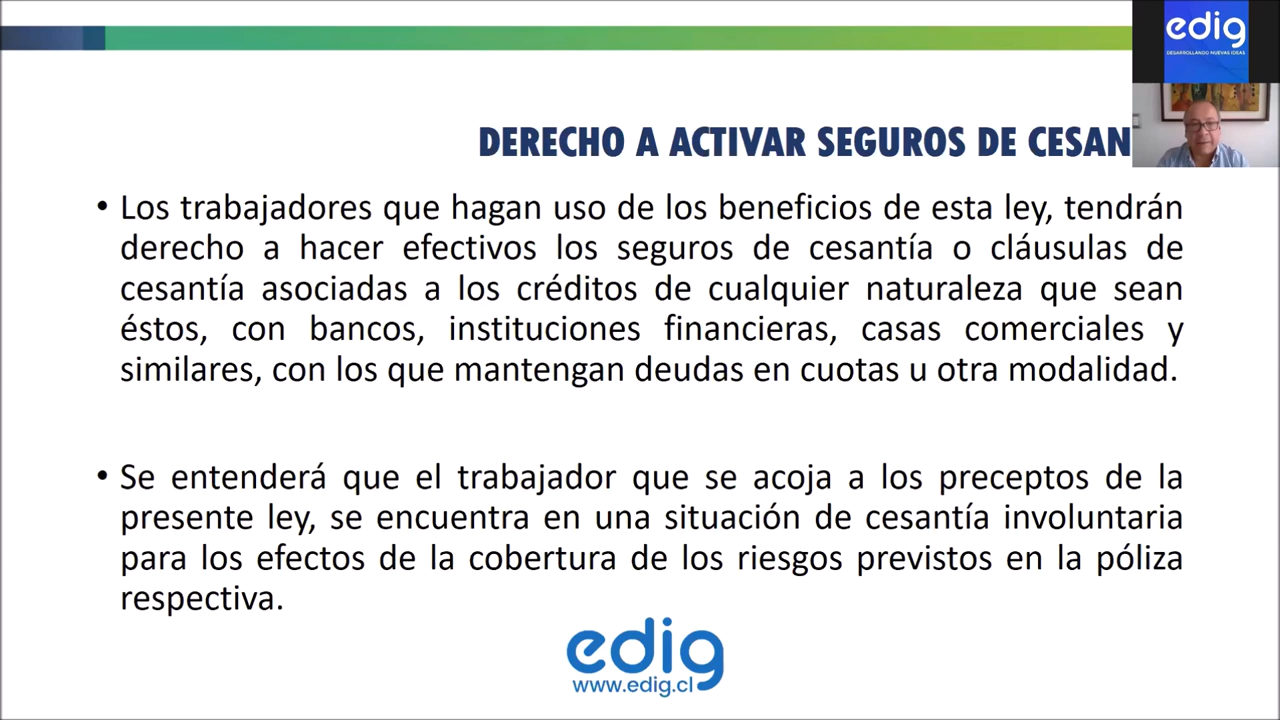 edig
DESARROLLANDO NUEVAS IDEAS
DERECHO A ACTIVAR SEGUROS DE CESAN
• Los trabajadores que hagan uso de los beneficios de esta ley, tendrán
derecho a hacer efectivos los seguros de cesantía o cláusulas de
cesantía asociadas a los créditos de cualquier naturaleza que sean
éstos, con bancos, instituciones financieras, casas comerciales y
similares, con los que mantengan deudas en cuotas u otra modalidad.
• Se entenderá que el trabajador que se acoja a los preceptos de la
presente ley, se encuentra en una situación de cesantía involuntaria
para los efectos de la cobertura de los riesgos previstos en la póliza
respectiva.
edig
www.edig.cl